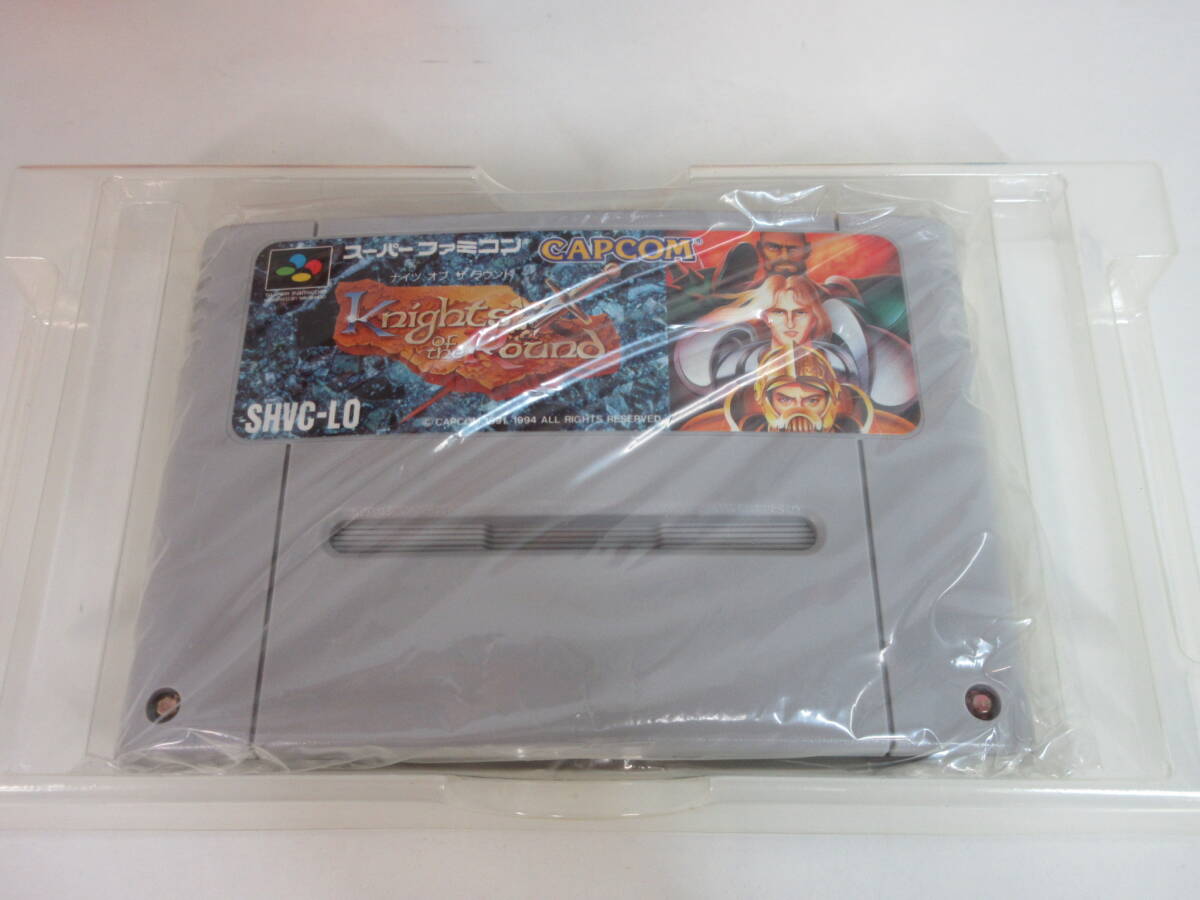 スーパーファミコン CAPCOM™
ナイツ オブ ザ ラウンド
Knights
of
the Round
SHVC-LO
© CAPCOM 1991, 1994 ALL RIGHTS RESERVED.